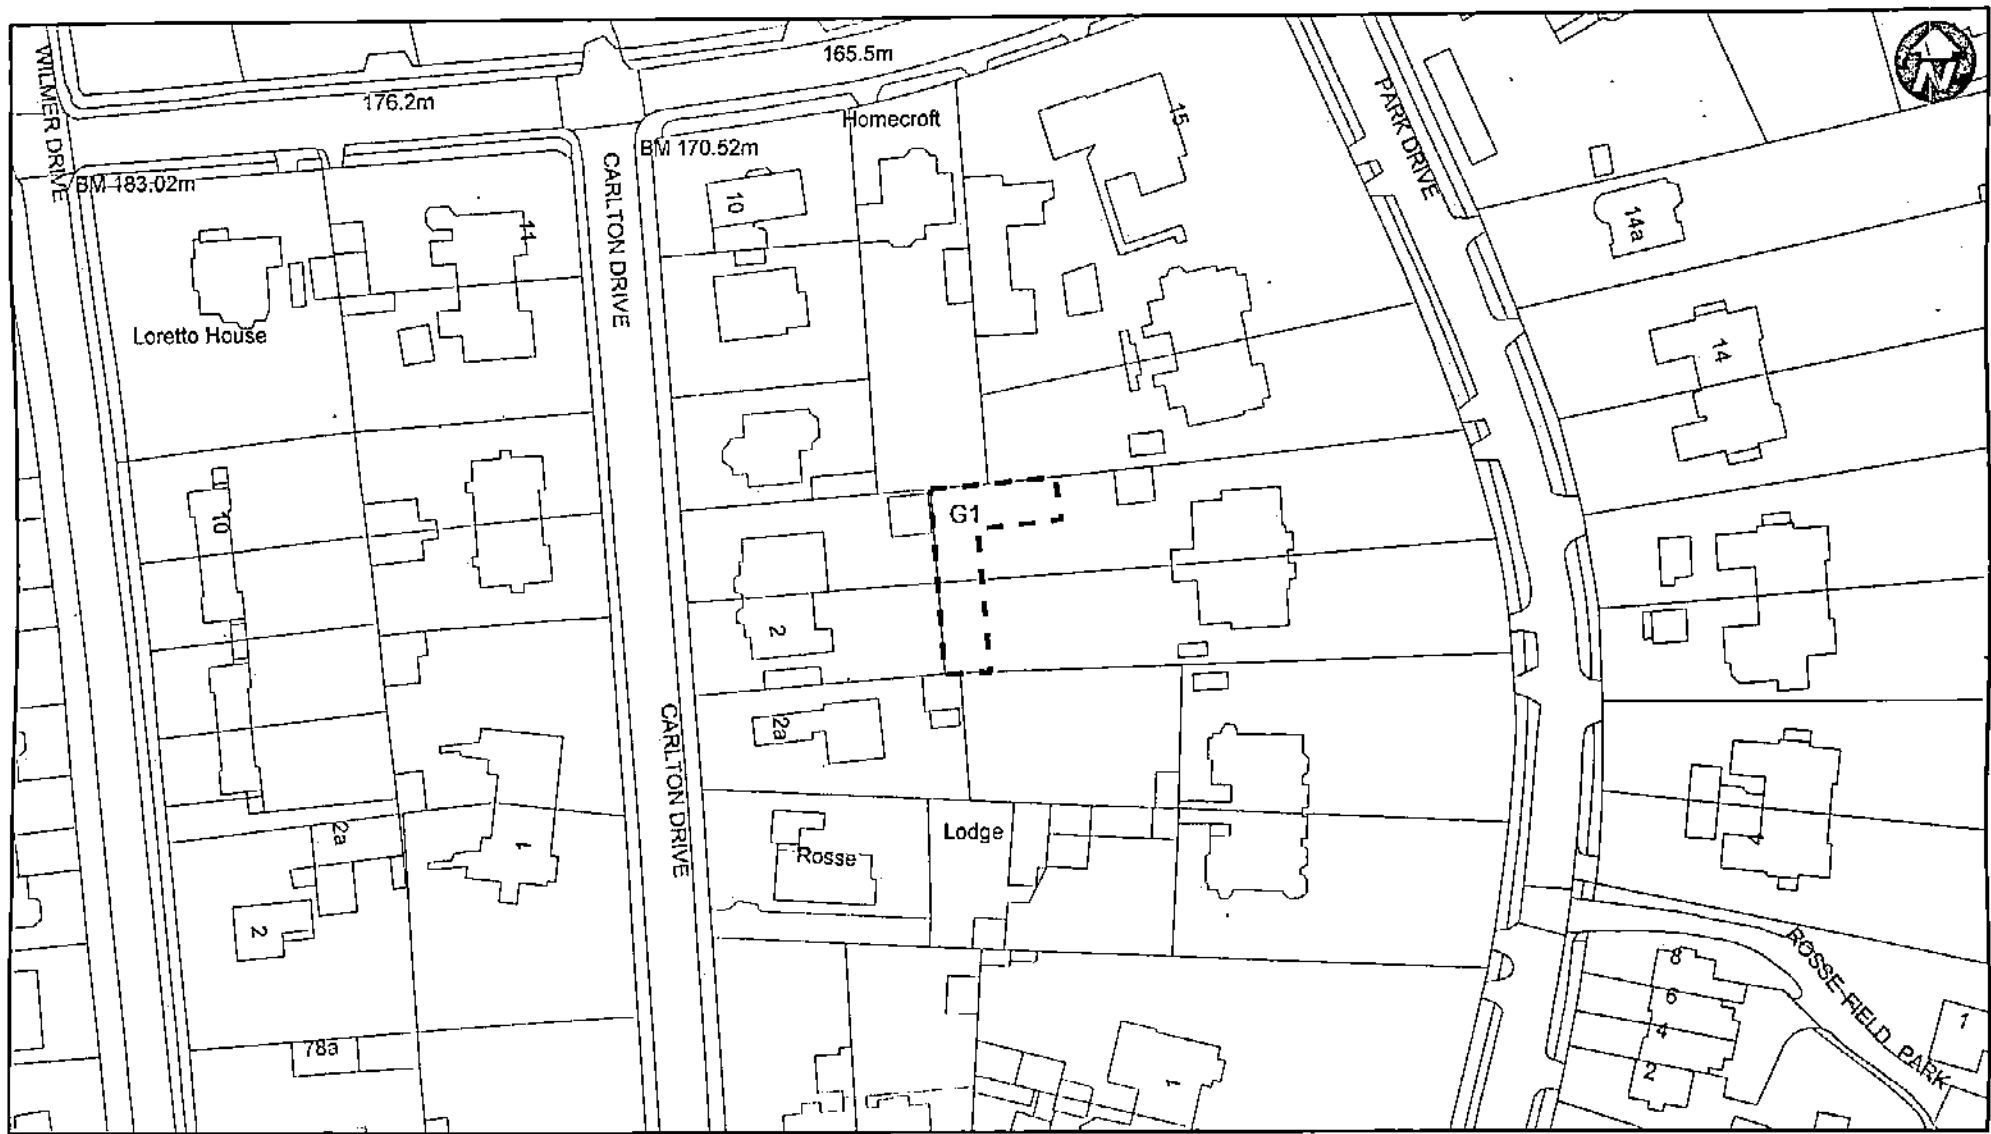 N
WILMER DRIVE
176.2m
165.5m
Homecroft
15
PARK DRIVE
BM 183.02m
BM 170.52m
CARLTON DRIVE
10
11
14a
Loretto House
14
10
G1
2
2a
CARLTON DRIVE
2a
1
Rosse
Lodge
4
2
ROSSE FIELD PARK
8
6
4
2
1
78a
1